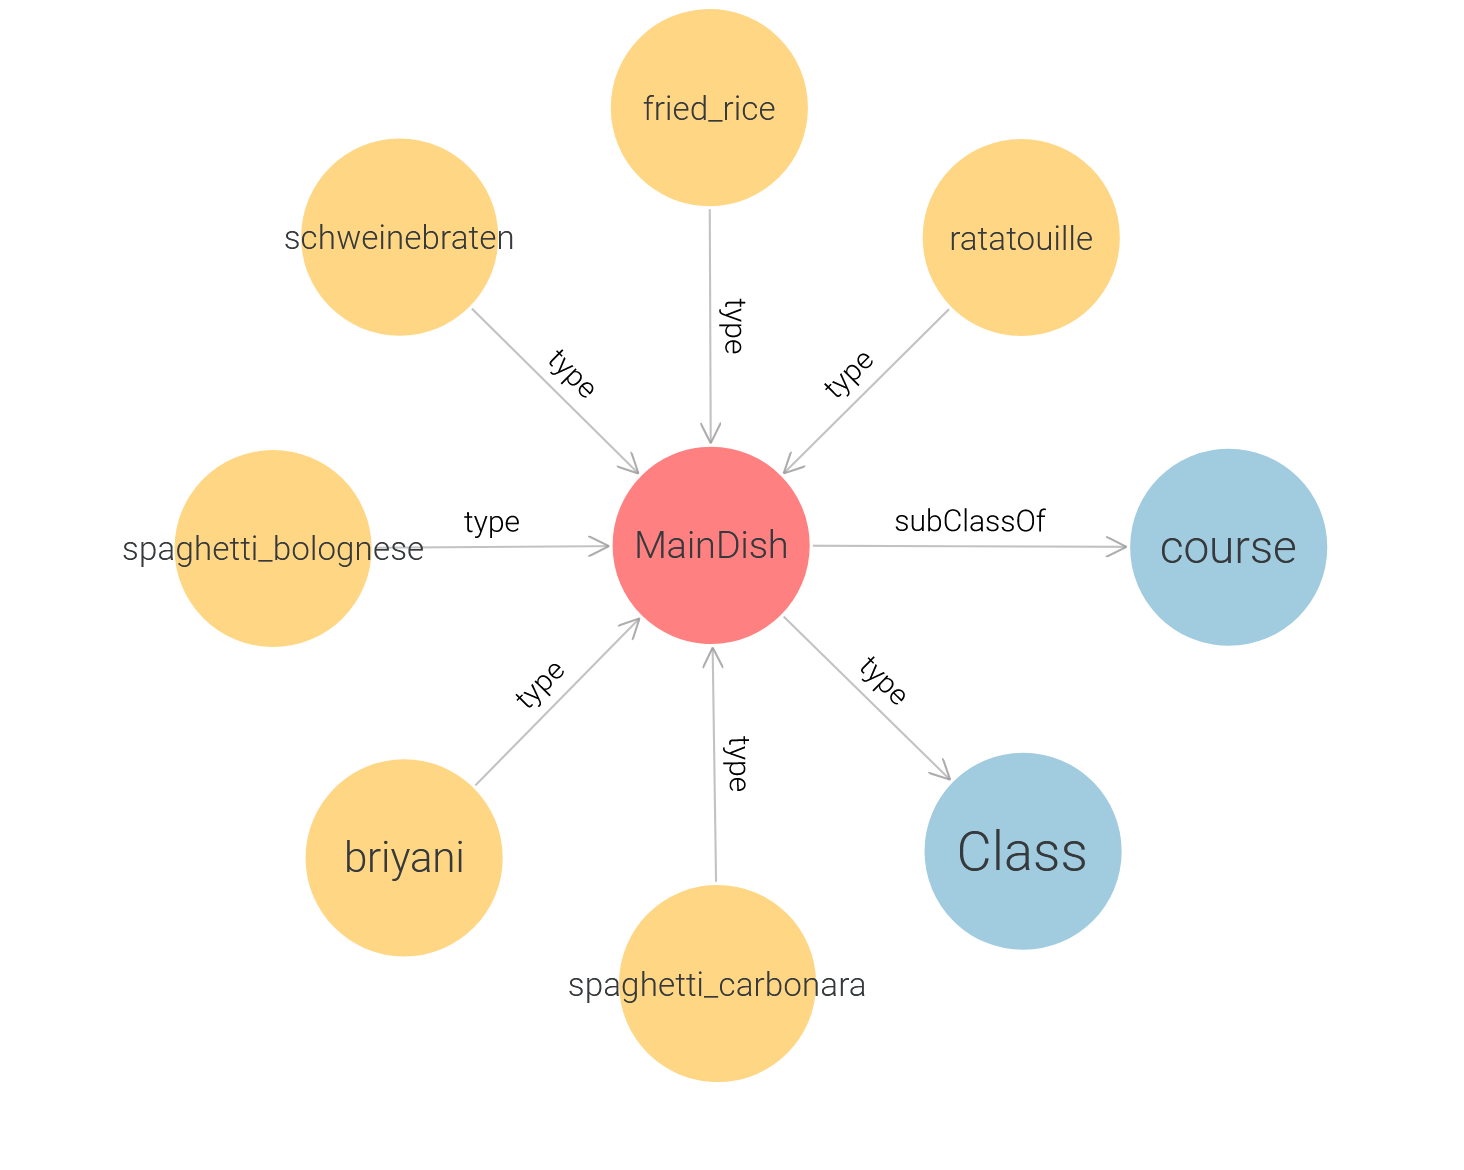 fried_rice
schweinebraten
ratatouille
type
type
type
spaghetti_bolognese
type
MainDish
subClassOf
course
type
type
type
briyani
Class
spaghetti_carbonara